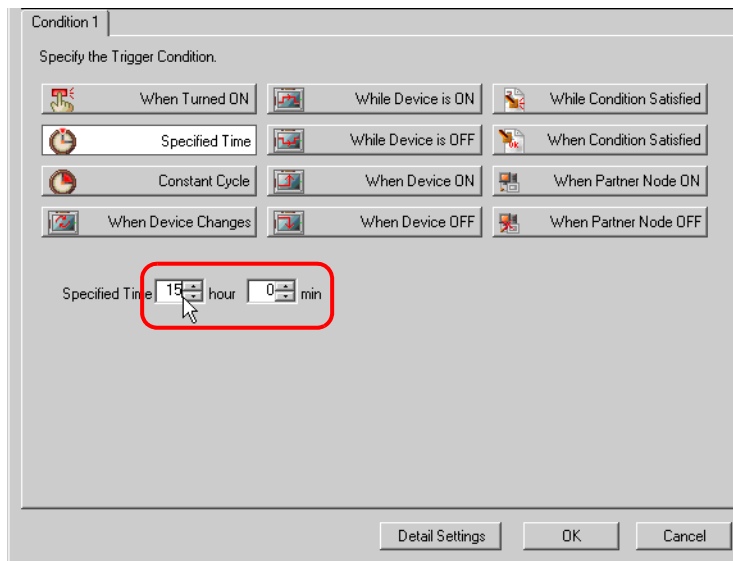 Condition 1
Specify the Trigger Condition.
When Turned ON While Device is ON While Condition Satisfied
Specified Time While Device is OFF When Condition Satisfied
Constant Cycle When Device ON When Partner Node ON
When Device Changes When Device OFF When Partner Node OFF
Specified Time 15 hour 0 min
Detail Settings OK Cancel